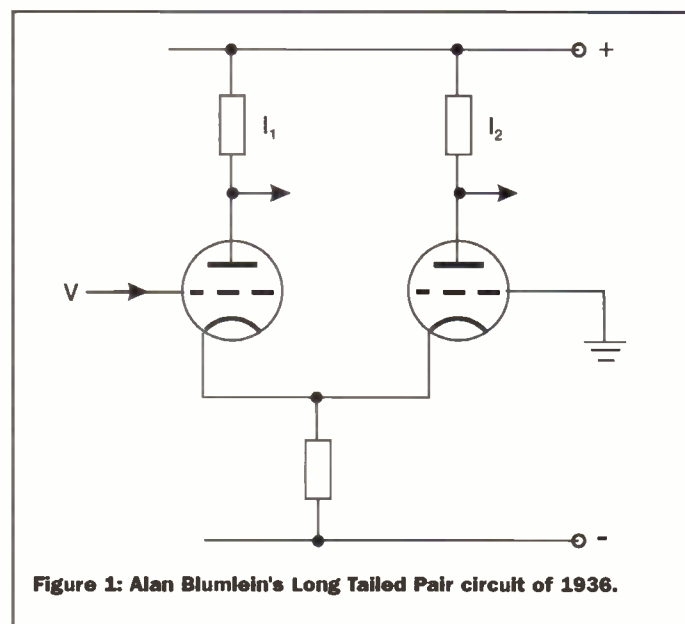 +
I₁ I₂
V
-
Figure 1: Alan Blumlein's Long Tailed Pair circuit of 1936.